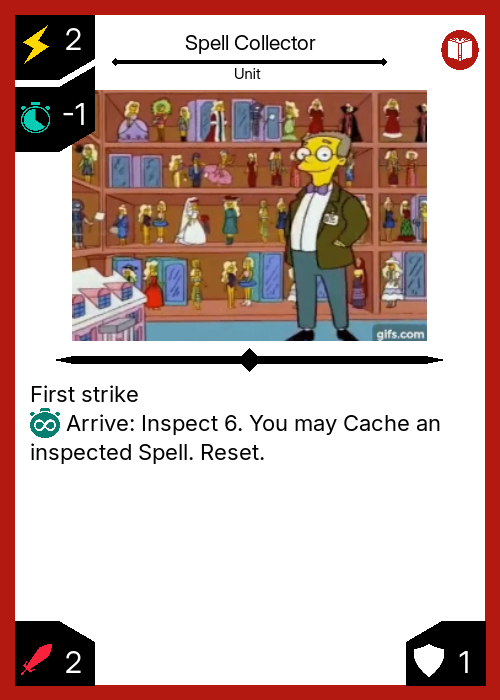 2
Spell Collector
Unit
-1
gifs.com
First strike
Arrive: Inspect 6. You may Cache an
inspected Spell. Reset.
2
1